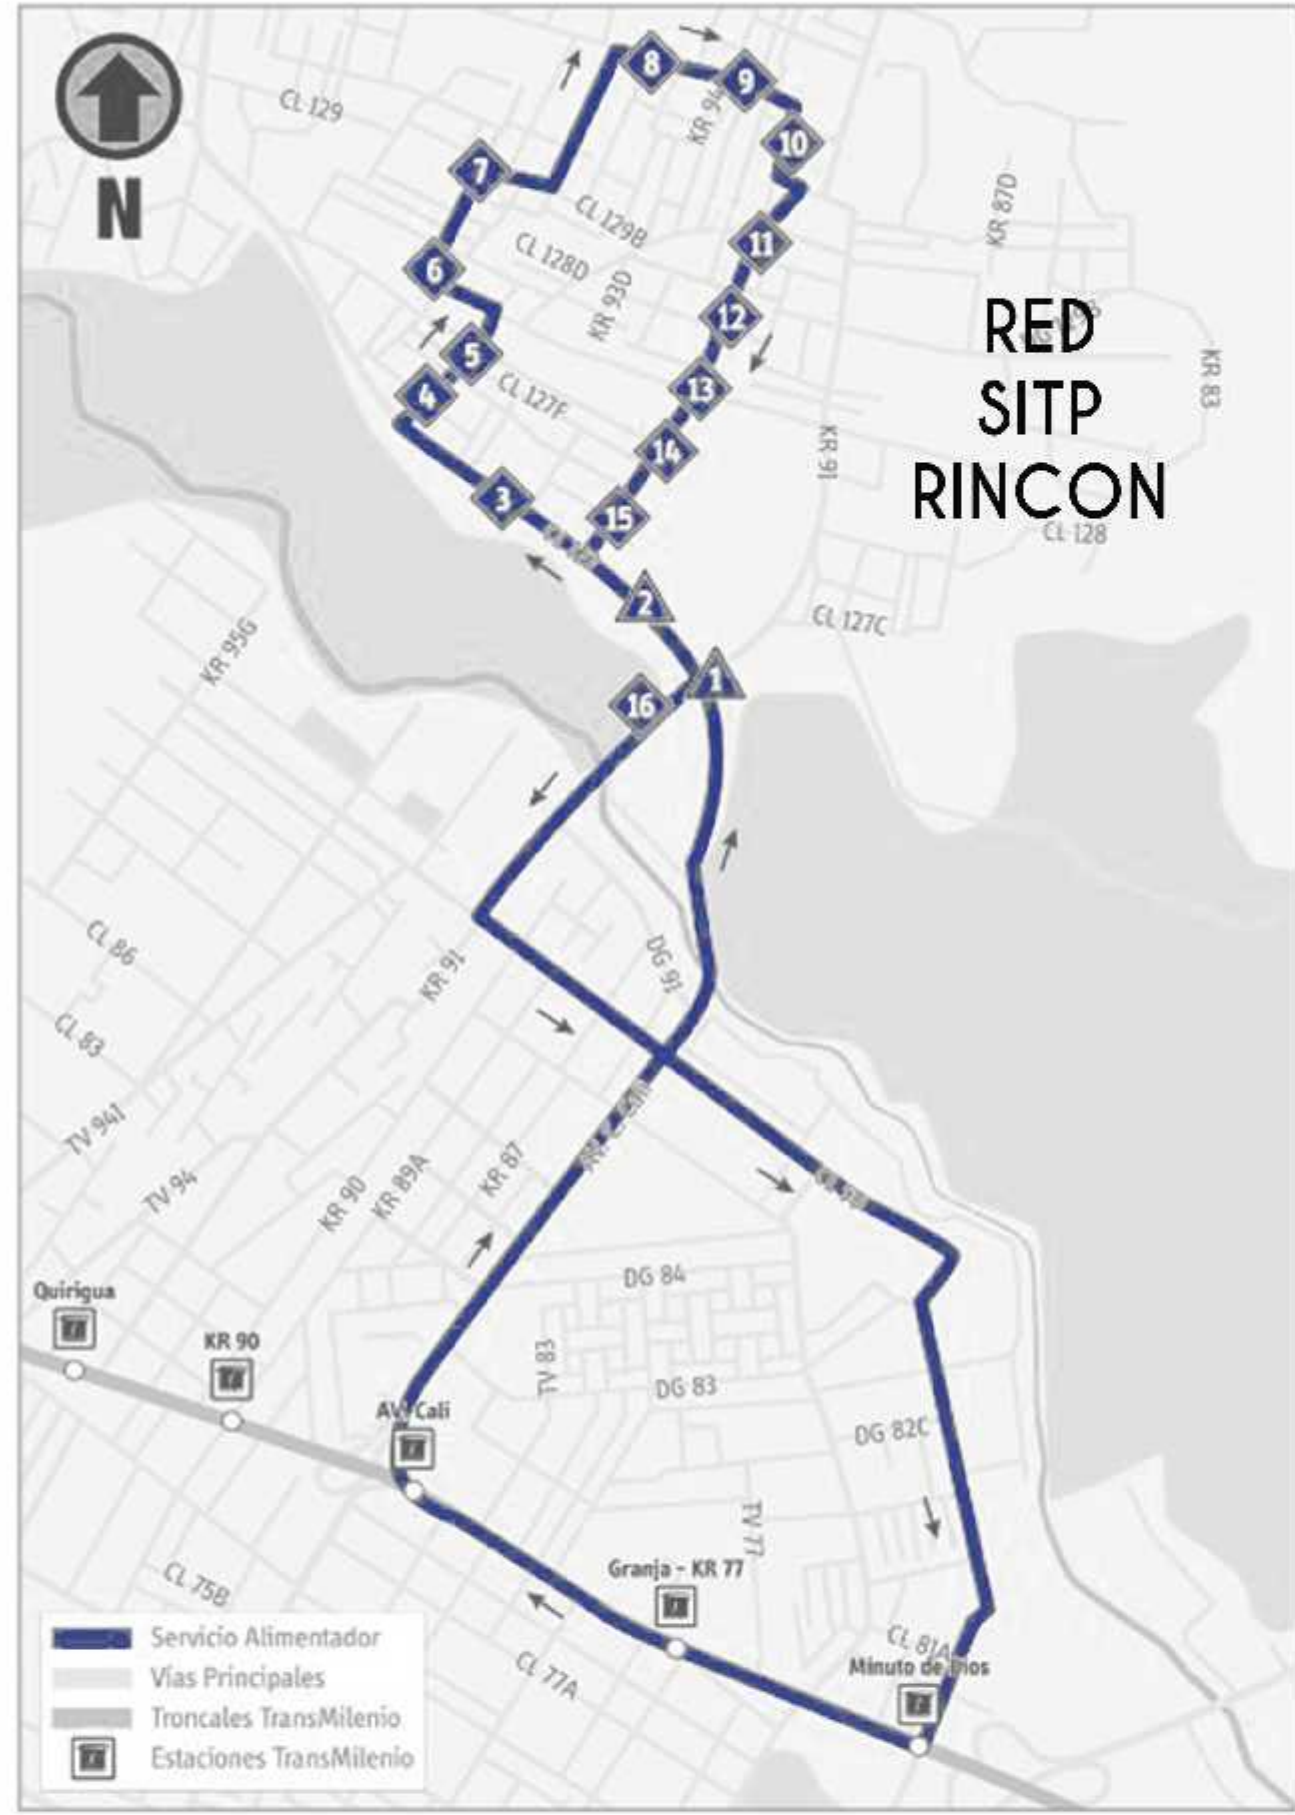 8
9
CL 129
10
7
KR 87D
CL 129B
11
CL 128D
6
KR 93D
12
RED
SITP
RINCON
5
KR 83
13
4
CL 127F
14
KR 91
3
15
CL 128
2
CL 127C
KR 95G
1
16
CL 86
DG 91
KR 91
CL 83
TV 94I
KR 87
TV 94
KR 89A
KR 90
DG 84
Quirigua
KR 90
TV 83
DG 83
AV. Cali
DG 82C
TV 77
Granja - KR 77
CL 75B
CL 81A
Minuto de Dios
CL 77A
Servicio Alimentador
Vías Principales
Troncales TransMilenio
Estaciones TransMilenio
N